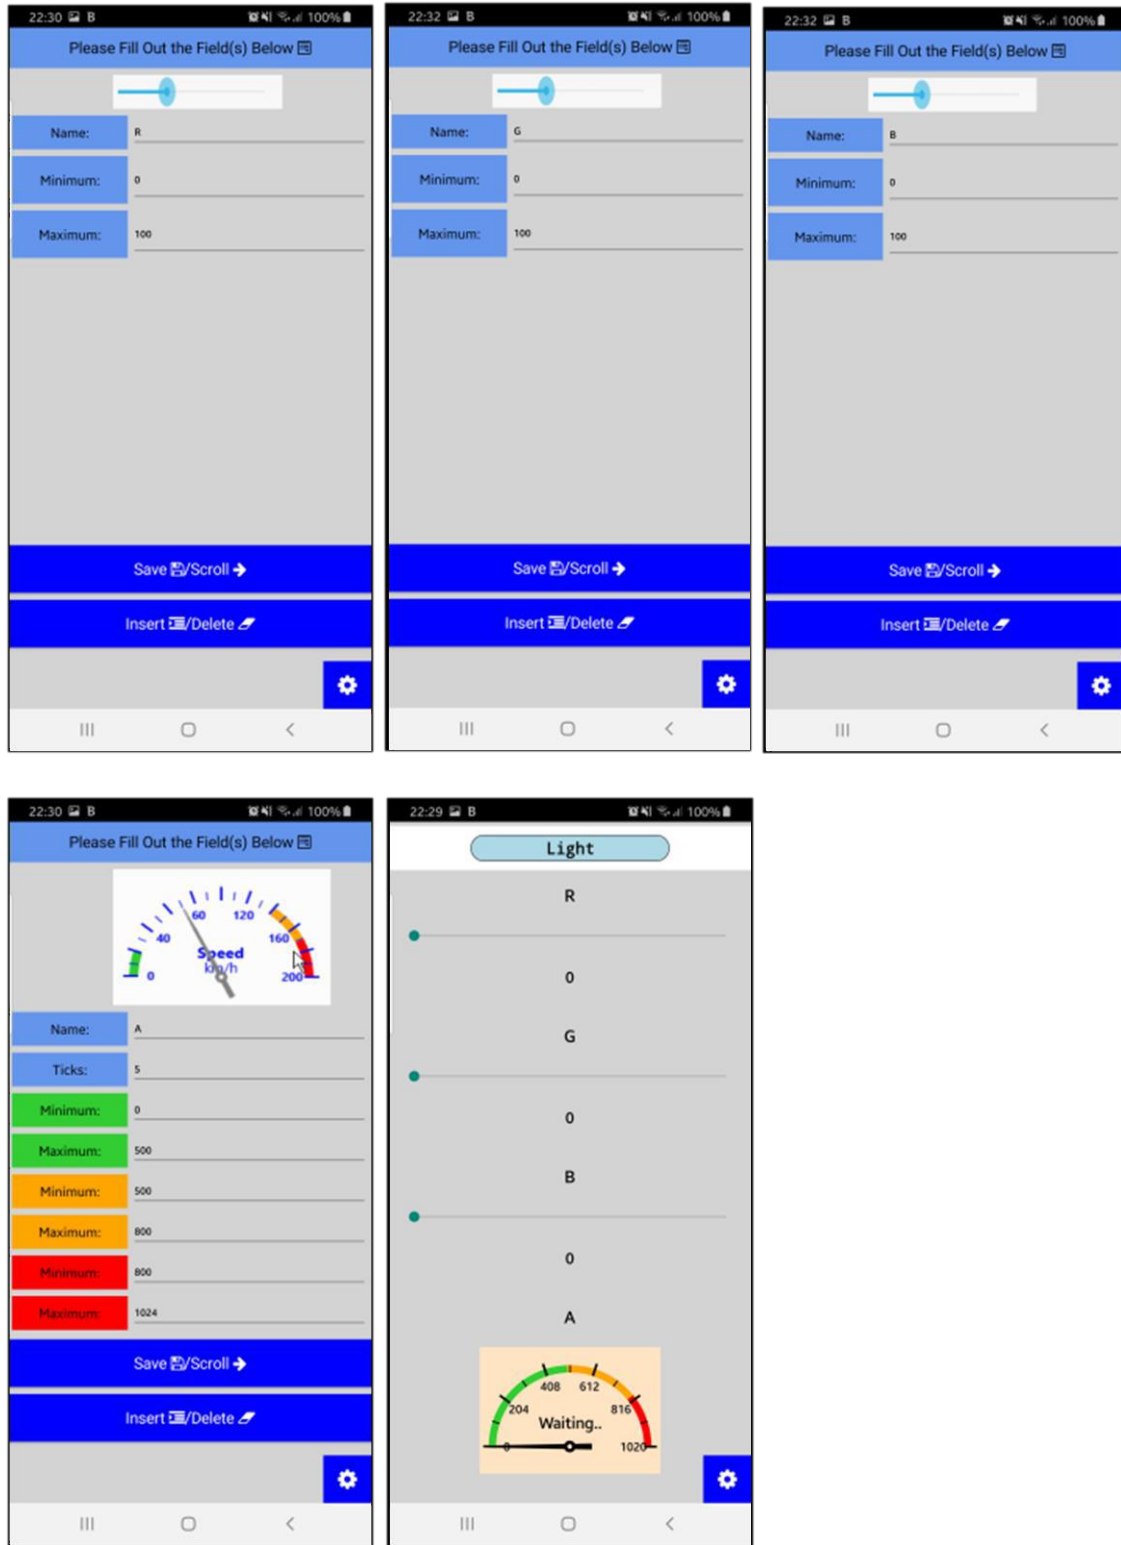 22:30 B 100%
Please Fill Out the Field(s) Below
Name: R
Minimum: 0
Maximum: 100
Save /Scroll
Insert /Delete
22:32 B 100%
Please Fill Out the Field(s) Below
Name: G
Minimum: 0
Maximum: 100
Save /Scroll
Insert /Delete
22:32 B 100%
Please Fill Out the Field(s) Below
Name: B
Minimum: 0
Maximum: 100
Save /Scroll
Insert /Delete
22:30 B 100%
Please Fill Out the Field(s) Below
60 120
40 160
Speed
km/h
0 200
Name: A
Ticks: 5
Minimum: 0
Maximum: 500
Minimum: 500
Maximum: 800
Minimum: 800
Maximum: 1024
Save /Scroll
Insert /Delete
22:29 B 100%
Light
R
0
G
0
B
0
A
408 612
204 816
Waiting..
0 1020